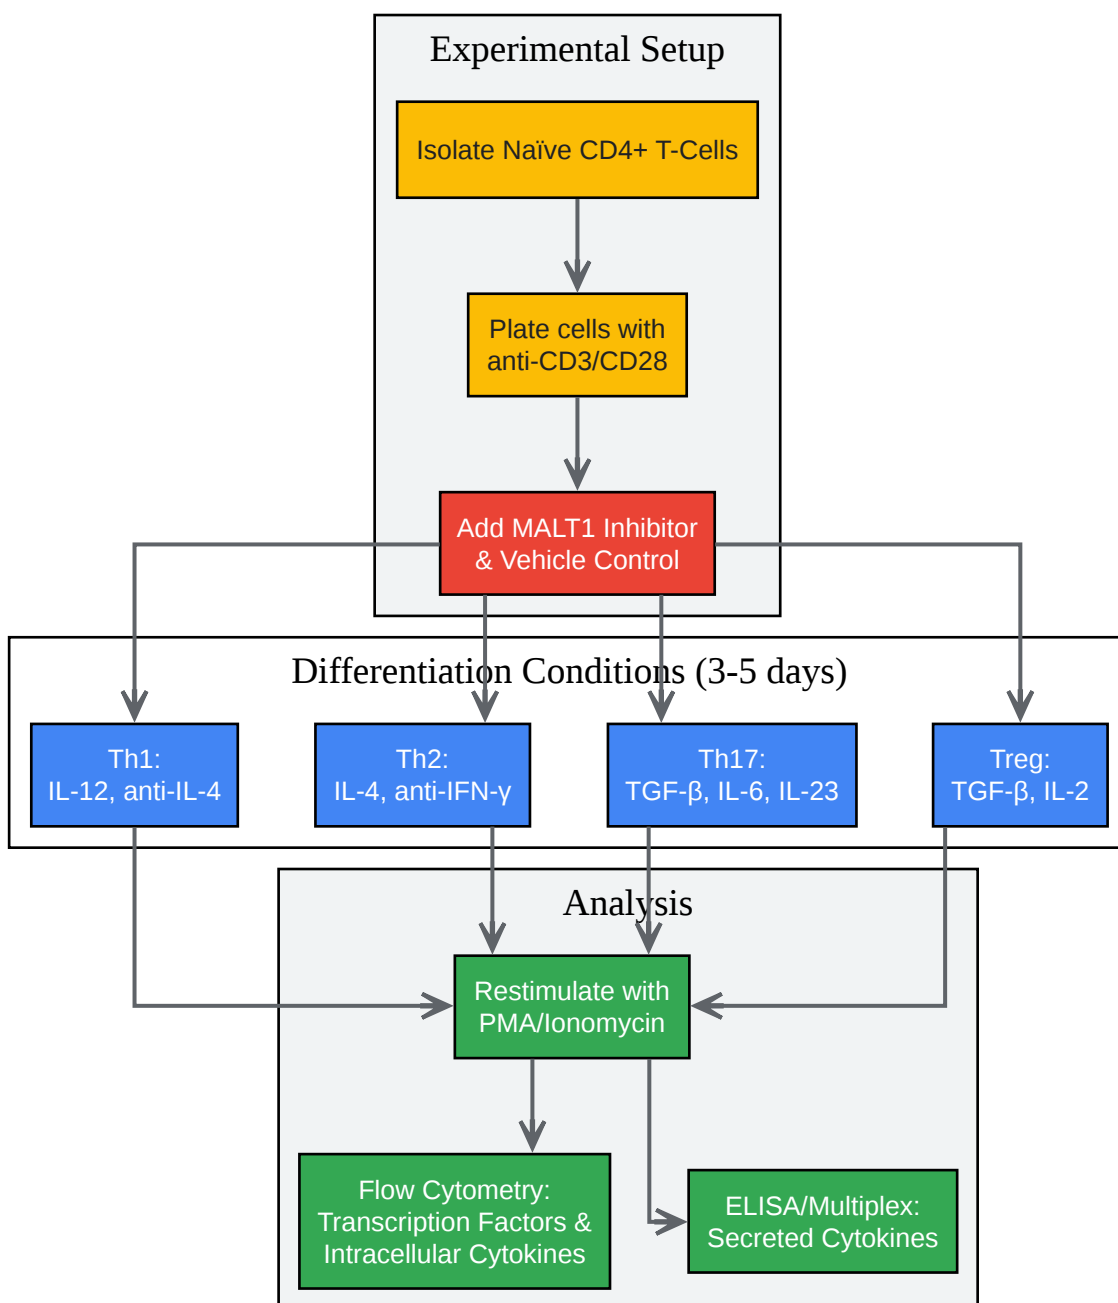 Experimental Setup
Isolate Naïve CD4+ T-Cells
Plate cells with
anti-CD3/CD28
Add MALT1 Inhibitor
& Vehicle Control
Differentiation Conditions (3-5 days)
Th1:
IL-12, anti-IL-4
Th2:
IL-4, anti-IFN-γ
Th17:
TGF-β, IL-6, IL-23
Treg:
TGF-β, IL-2
Analysis
Restimulate with
PMA/Ionomycin
Flow Cytometry:
Transcription Factors &
Intracellular Cytokines
ELISA/Multiplex:
Secreted Cytokines